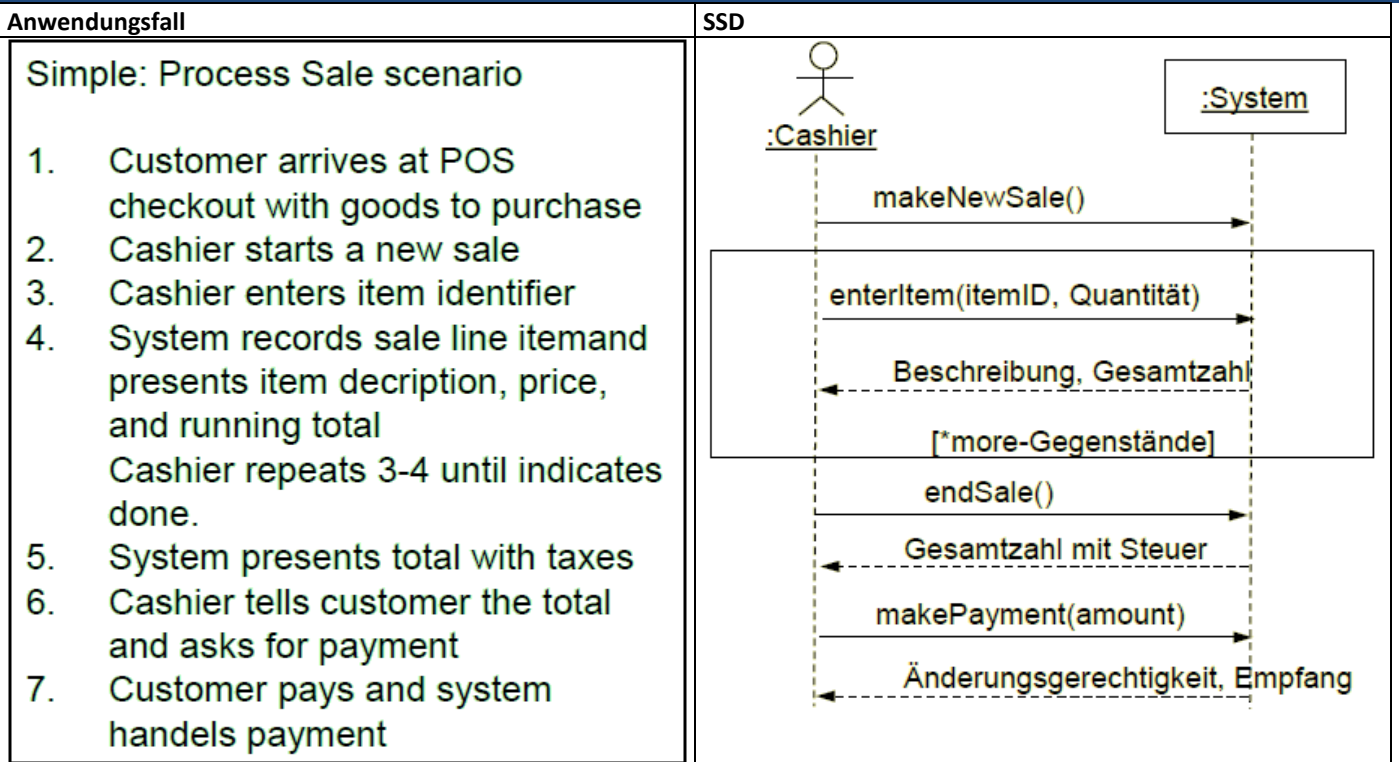 Anwendungsfall
SSD
Simple: Process Sale scenario
1. Customer arrives at POS
checkout with goods to purchase
2. Cashier starts a new sale
3. Cashier enters item identifier
4. System records sale line itemand
presents item decription, price,
and running total
Cashier repeats 3-4 until indicates
done.
5. System presents total with taxes
6. Cashier tells customer the total
and asks for payment
7. Customer pays and system
handels payment
:Cashier
:System
makeNewSale()
enterItem(itemID, Quantität)
Beschreibung, Gesamtzahl
[*more-Gegenstände]
endSale()
Gesamtzahl mit Steuer
makePayment(amount)
Änderungsgerechtigkeit, Empfang